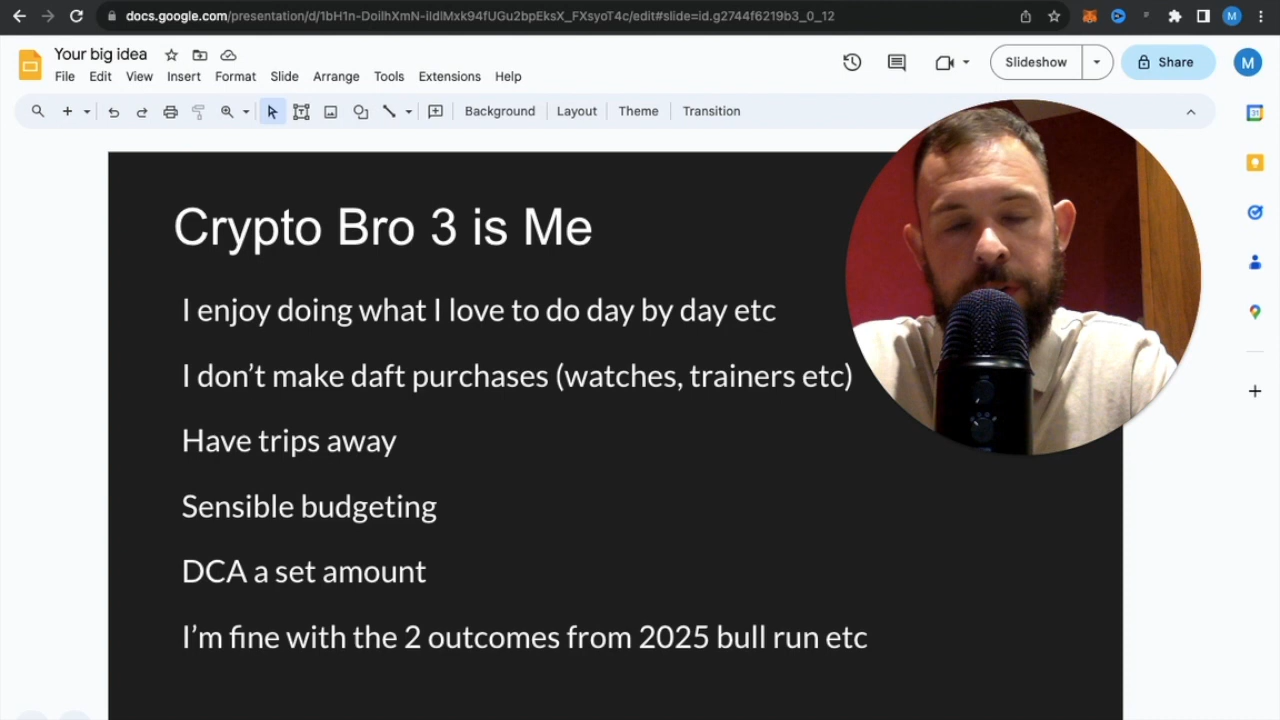 docs.google.com/presentation/d/1bH1n-DoilhXmN-iIdlMxk94fUGu2bpEksX_FXsyoT4c/edit#slide=id.g2744f6219b3_0_12
M
Your big idea
File Edit View Insert Format Slide Arrange Tools Extensions Help
Slideshow
Share
M
Background Layout Theme Transition
31
Crypto Bro 3 is Me
I enjoy doing what I love to do day by day etc
I don’t make daft purchases (watches, trainers etc)
Have trips away
Sensible budgeting
DCA a set amount
I’m fine with the 2 outcomes from 2025 bull run etc